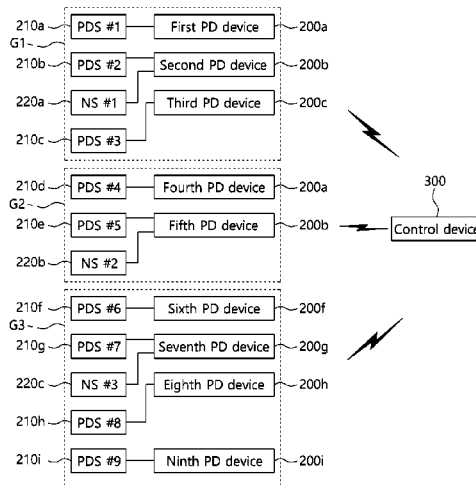 210a PDS #1 First PD device 200a
G1
210b PDS #2 Second PD device 200b
220a NS #1 Third PD device 200c
210c PDS #3
210d PDS #4 Fourth PD device 200a
G2
300
210e PDS #5 Fifth PD device 200b
Control device
220b NS #2
210f PDS #6 Sixth PD device 200f
G3
210g PDS #7 Seventh PD device 200g
220c NS #3 Eighth PD device 200h
210h PDS #8
210i PDS #9 Ninth PD device 200i